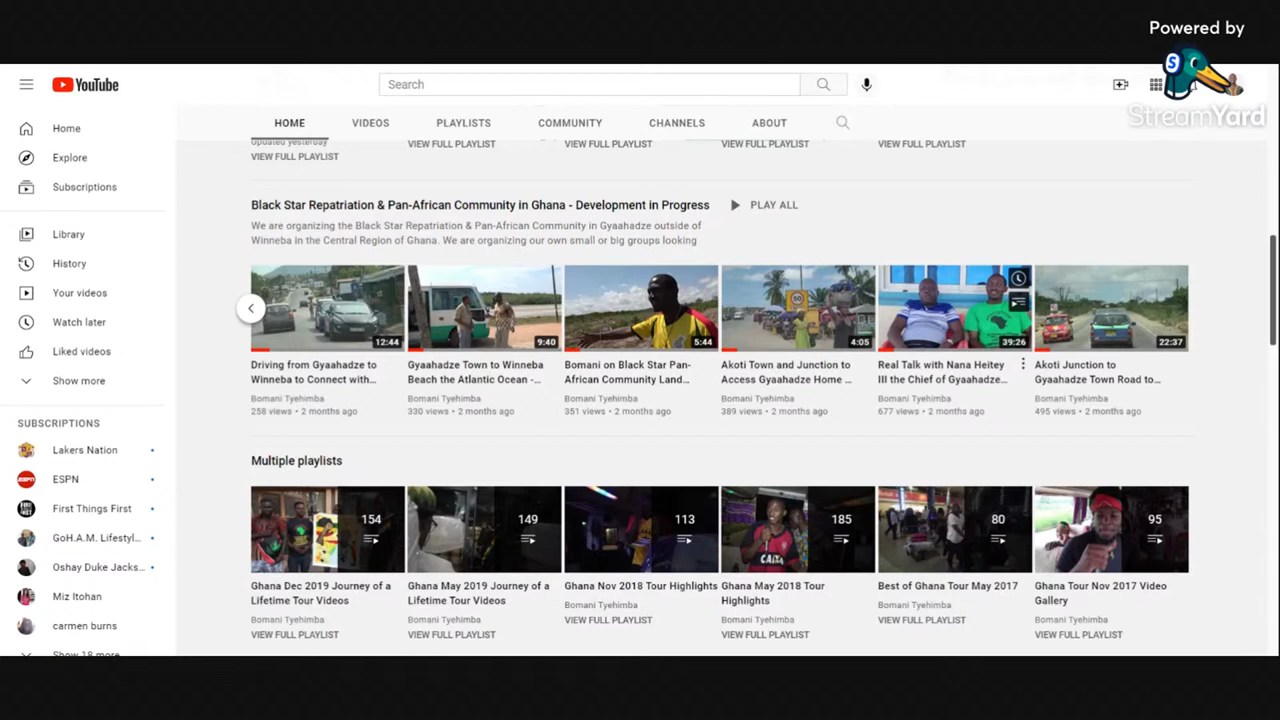 Powered by
S
StreamYard
YouTube
Search
Home
Explore
Subscriptions
Library
History
Your videos
Watch later
Liked videos
Show more
SUBSCRIPTIONS
Lakers Nation
ESPN
First Things First
GoH.A.M. Lifestyl...
Oshay Duke Jacks...
Miz Itohan
carmen burns
Show 18 more
HOME VIDEOS PLAYLISTS COMMUNITY CHANNELS ABOUT
Updated yesterday
VIEW FULL PLAYLIST VIEW FULL PLAYLIST VIEW FULL PLAYLIST VIEW FULL PLAYLIST VIEW FULL PLAYLIST
Black Star Repatriation & Pan-African Community in Ghana - Development in Progress PLAY ALL
We are organizing the Black Star Repatriation & Pan-African Community in Gyaahadze outside of
Winneba in the Central Region of Ghana. We are organizing our own small or big groups looking
12:44
Driving from Gyaahadze to
Winneba to Connect with...
Bomani Tyehimba
258 views • 2 months ago
9:40
Gyaahadze Town to Winneba
Beach the Atlantic Ocean -...
Bomani Tyehimba
330 views • 2 months ago
5:44
Bomani on Black Star Pan-
African Community Land...
Bomani Tyehimba
351 views • 2 months ago
4:05
Akoti Town and Junction to
Access Gyaahadze Home ...
Bomani Tyehimba
389 views • 2 months ago
39:26
Real Talk with Nana Heitey
III the Chief of Gyaahadze...
Bomani Tyehimba
677 views • 2 months ago
22:37
Akoti Junction to
Gyaahadze Town Road to...
Bomani Tyehimba
495 views • 2 months ago
Multiple playlists
154
Ghana Dec 2019 Journey of a
Lifetime Tour Videos
Bomani Tyehimba
VIEW FULL PLAYLIST
149
Ghana May 2019 Journey of a
Lifetime Tour Videos
Bomani Tyehimba
VIEW FULL PLAYLIST
113
Ghana Nov 2018 Tour Highlights
Bomani Tyehimba
VIEW FULL PLAYLIST
185
CAIXA
Ghana May 2018 Tour
Highlights
Bomani Tyehimba
VIEW FULL PLAYLIST
80
Best of Ghana Tour May 2017
Bomani Tyehimba
VIEW FULL PLAYLIST
95
Ghana Tour Nov 2017 Video
Gallery
Bomani Tyehimba
VIEW FULL PLAYLIST